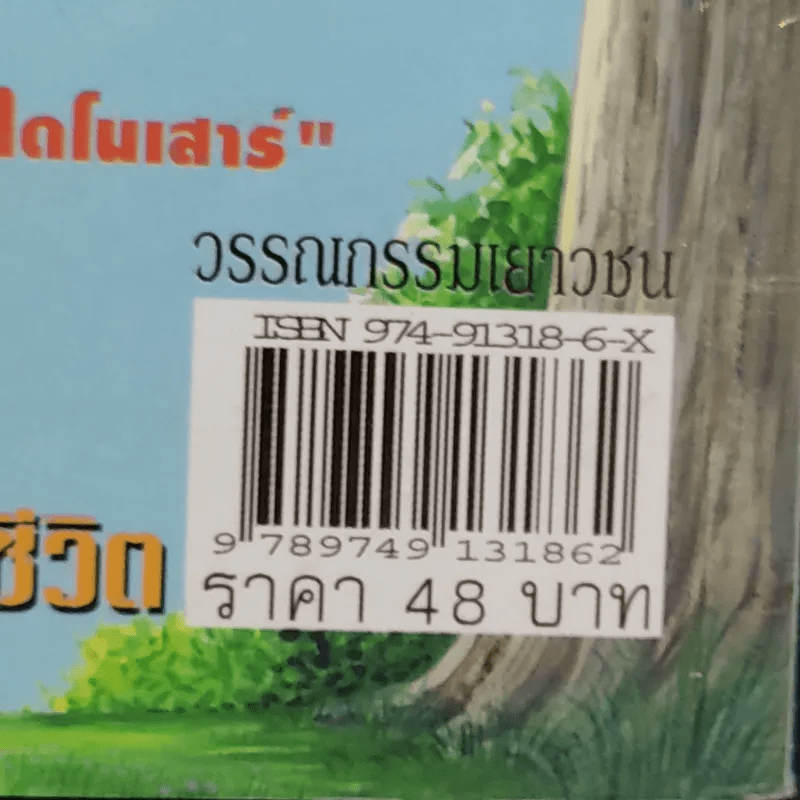 ไดโนเสาร์"
วรรณกรรมเยาวชน
ISBN 974-91318-6-X
9 789749 131862
ราคา 48 บาท
ชีวิต